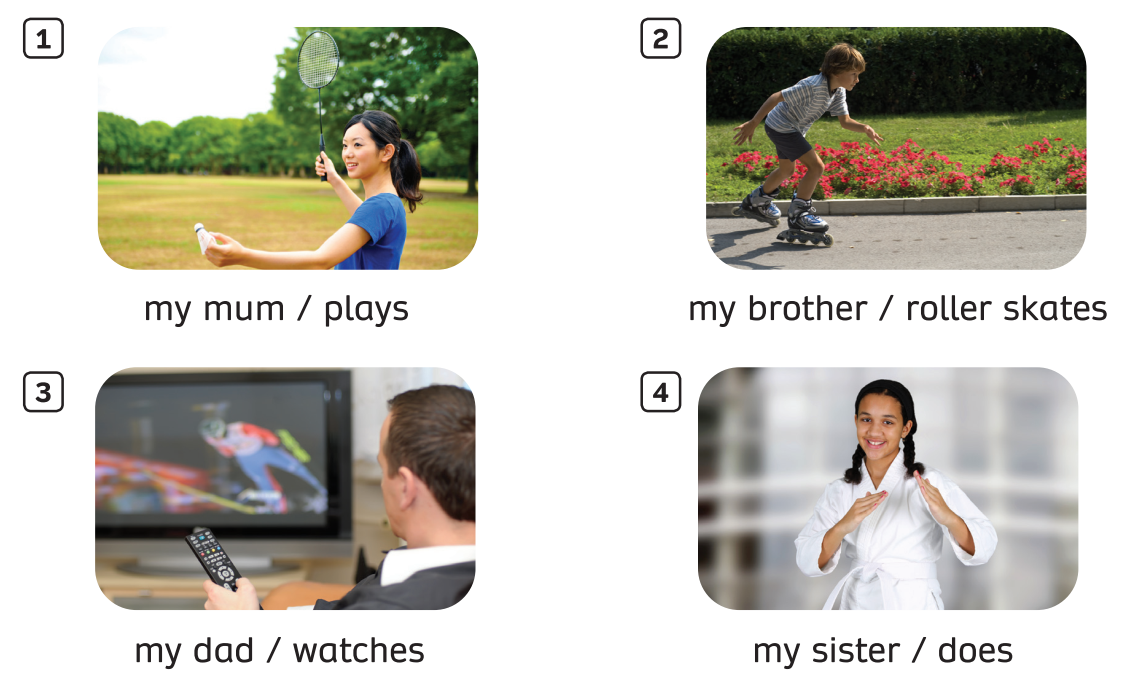 1
2
my mum / plays
my brother / roller skates
3
4
my dad / watches
my sister / does